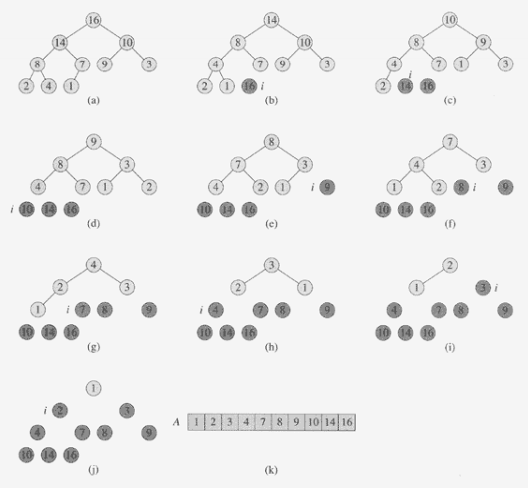 16
14 10
8 7 9 3
2 4 1
(a)
14
8 10
4 7 9 3
2 1 16 i
(b)
10
8 9
4 7 1 3
i
2 14 16
(c)
9
8 3
4 7 1 2
i 10 14 16
(d)
8
7 3
4 2 1 i 9
10 14 16
(e)
7
4 3
1 2 8 i 9
10 14 16
(f)
4
2 3
1 i 7 8 9
10 14 16
(g)
3
2 1
i 4 7 8 9
10 14 16
(h)
2
1 3 i
4 7 8 9
10 14 16
(i)
1
i 2 3
4 7 8 9
10 14 16
(j)
A 1 2 3 4 7 8 9 10 14 16
(k)